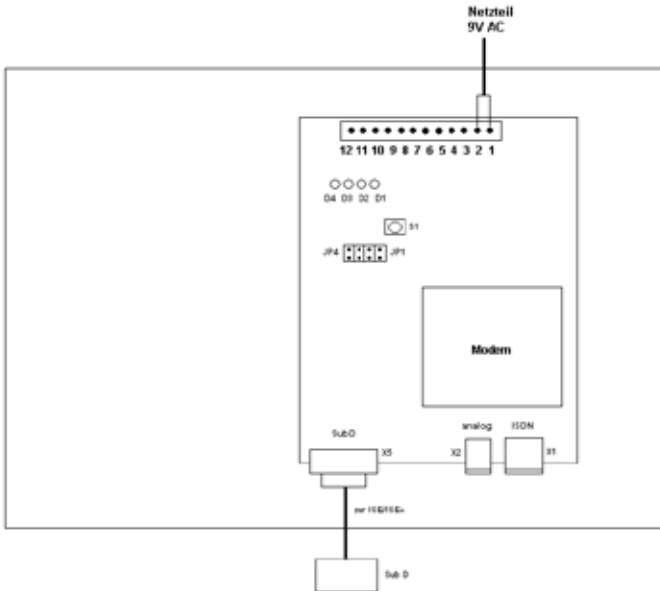 Netzteil
9V AC
12 11 10 9 8 7 6 5 4 3 2 1
D4 D3 D2 D1
S1
JP4 JP1
Modem
analog ISDN
SubD
X5 X2 X1
zur
Sub D